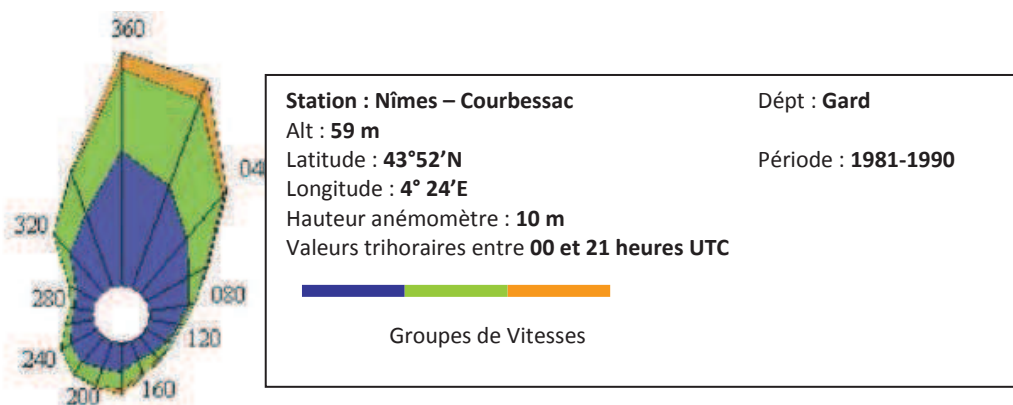 360
04
320
280
080
240
120
200
160
Station : Nîmes – Courbessac
Dépt : Gard
Alt : 59 m
Latitude : 43°52’N
Période : 1981-1990
Longitude : 4° 24’E
Hauteur anémomètre : 10 m
Valeurs trihoraires entre 00 et 21 heures UTC
Groupes de Vitesses